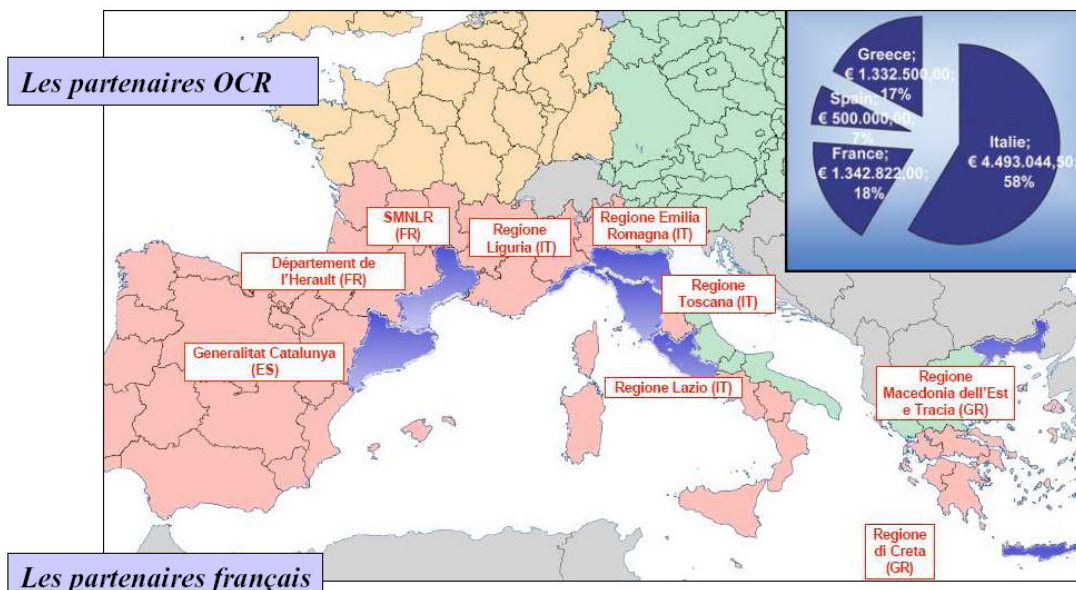 Les partenaires OCR
Greece;
€ 1.332.500,00;
17%
Spain;
€ 500.000,00;
7%
France;
€ 1.342.822,00;
18%
Italie;
€ 4.493.044,50;
58%
SMNLR
(FR)
Regione
Liguria (IT)
Regione Emilia
Romagna (IT)
Département de
l'Herault (FR)
Regione
Toscana (IT)
Generalitat Catalunya
(ES)
Regione Lazio (IT)
Regione
Macedonia dell'Est
e Tracia (GR)
Regione
di Creta
(GR)
Les partenaires français